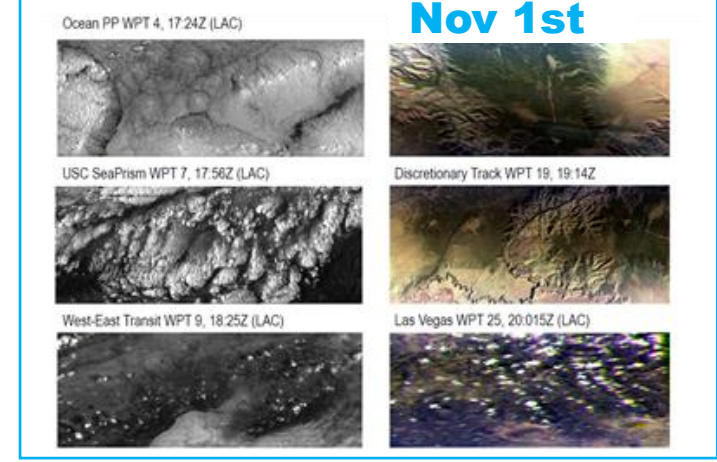 Nov 1st
Ocean PP WPT 4, 17:24Z (LAC)
USC SeaPrism WPT 7, 17:56Z (LAC)
Discretionary Track WPT 19, 19:14Z
West-East Transit WPT 9, 18:25Z (LAC)
Las Vegas WPT 25, 20:015Z (LAC)